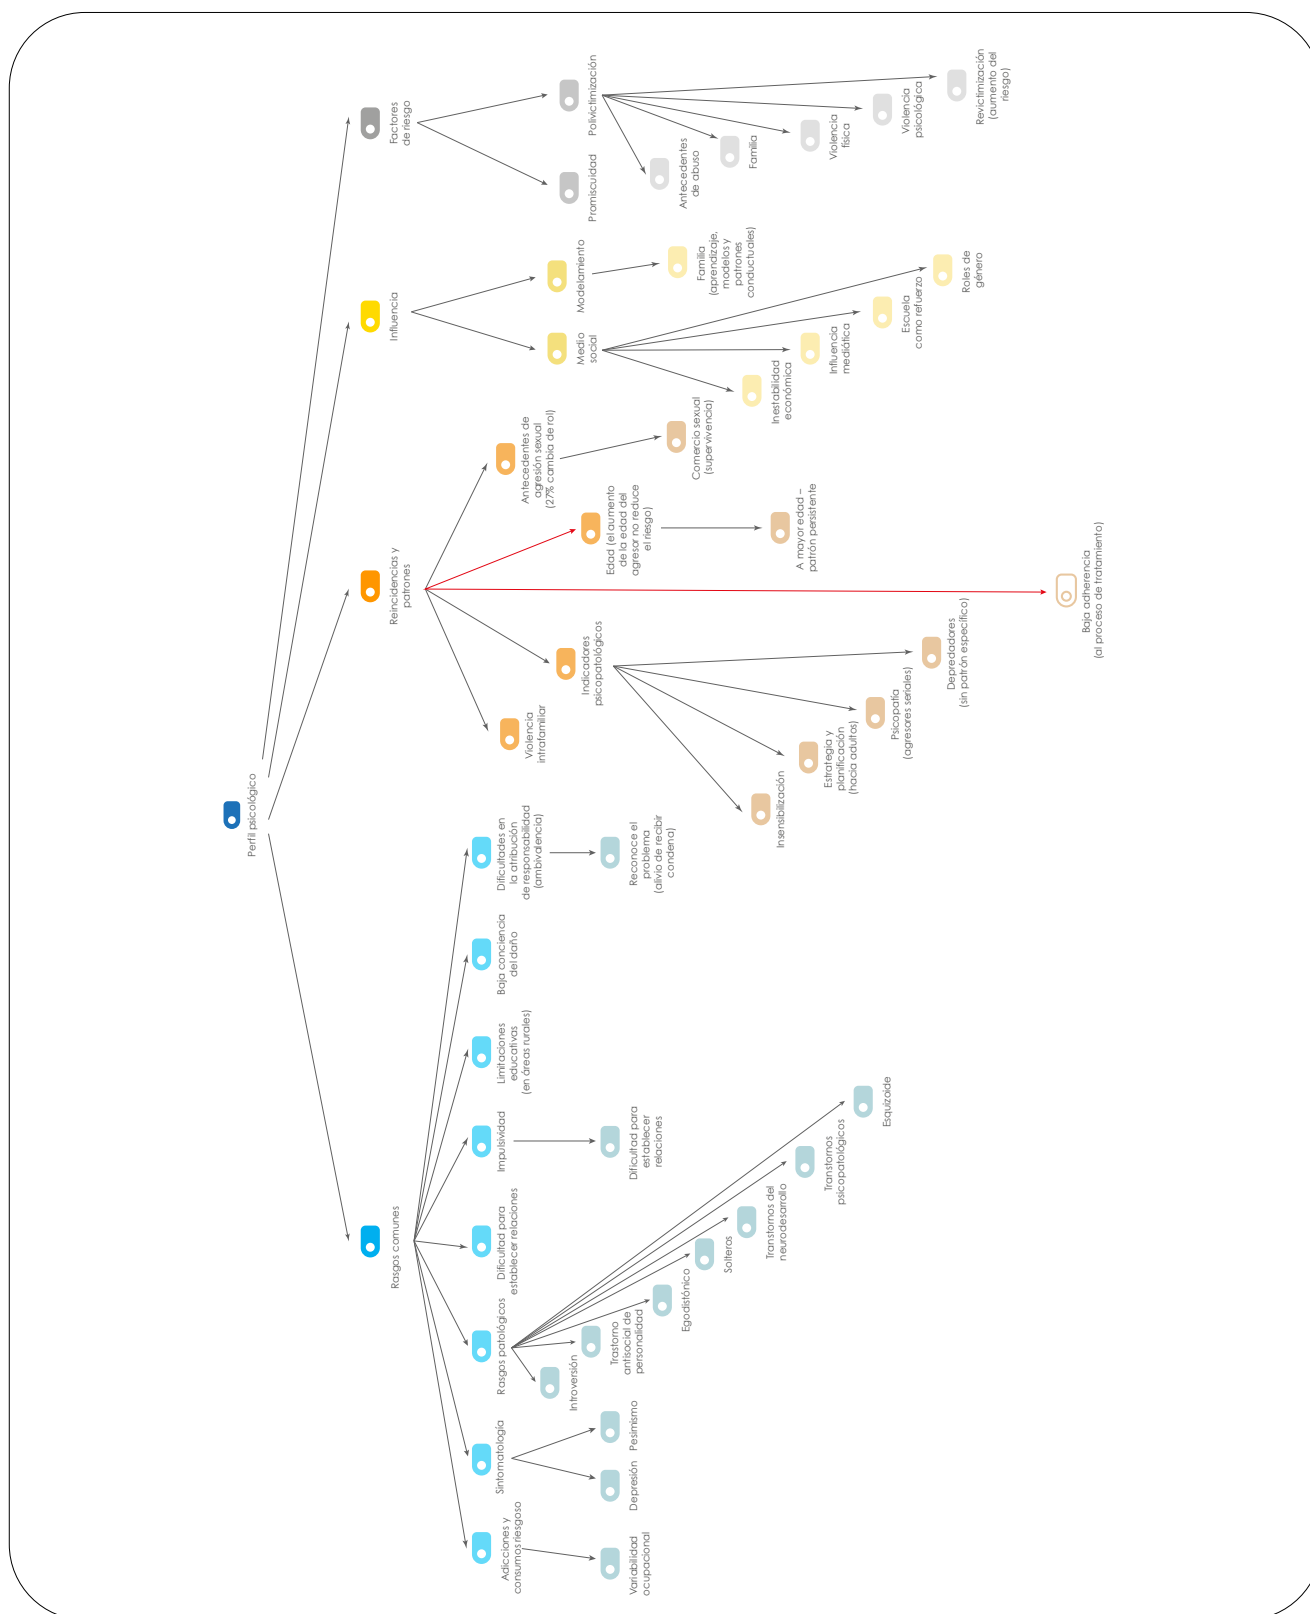 Perfil psicológico
Rasgos comunes
Reincidencias y
patrones
Influencia
Factores
de riesgo
Adicciones y
consumos riesgoso
Sintomatología
Rasgos patológicos
Dificultad para
establecer relaciones
Impulsividad
Limitaciones
educativas
(en áreas rurales)
Baja conciencia
del daño
Dificultades en
la atribución
de responsabilidad
(ambivalencia)
Variabilidad
ocupacional
Depresión
Pesimismo
Introversión
Trastorno
antisocial de
personalidad
Egodistónico
Solteros
Transtornos del
neurodesarrollo
Transtornos
psicopatológicos
Esquizoide
Dificultad para
establecer
relaciones
Reconoce el
problema
(alivio de recibir
condena)
Violencia
intrafamiliar
Indicadores
psicopatológicos
Edad (el aumento
de la edad del
agresor no reduce
el riesgo)
Antecedentes de
agresión sexual
(27% cambia de rol)
Insensibilización
Estrategia y
planificación
(hacia adultos)
Psicopatía
(agresores seriales)
Depredadores
(sin patrón específico)
Baja adherencia
(al proceso de tratamiento)
A mayor edad –
patrón persistente
Comercio sexual
(supervivencia)
Medio
social
Modelamiento
Inestabilidad
económica
Influencia
mediática
Escuela
como refuerzo
Roles de
género
Familia
(aprendizaje,
modelos y
patrones
conductuales)
Promiscuidad
Polivictimización
Antecedentes
de abuso
Familia
Violencia
física
Violencia
psicológica
Revictimización
(aumento del
riesgo)